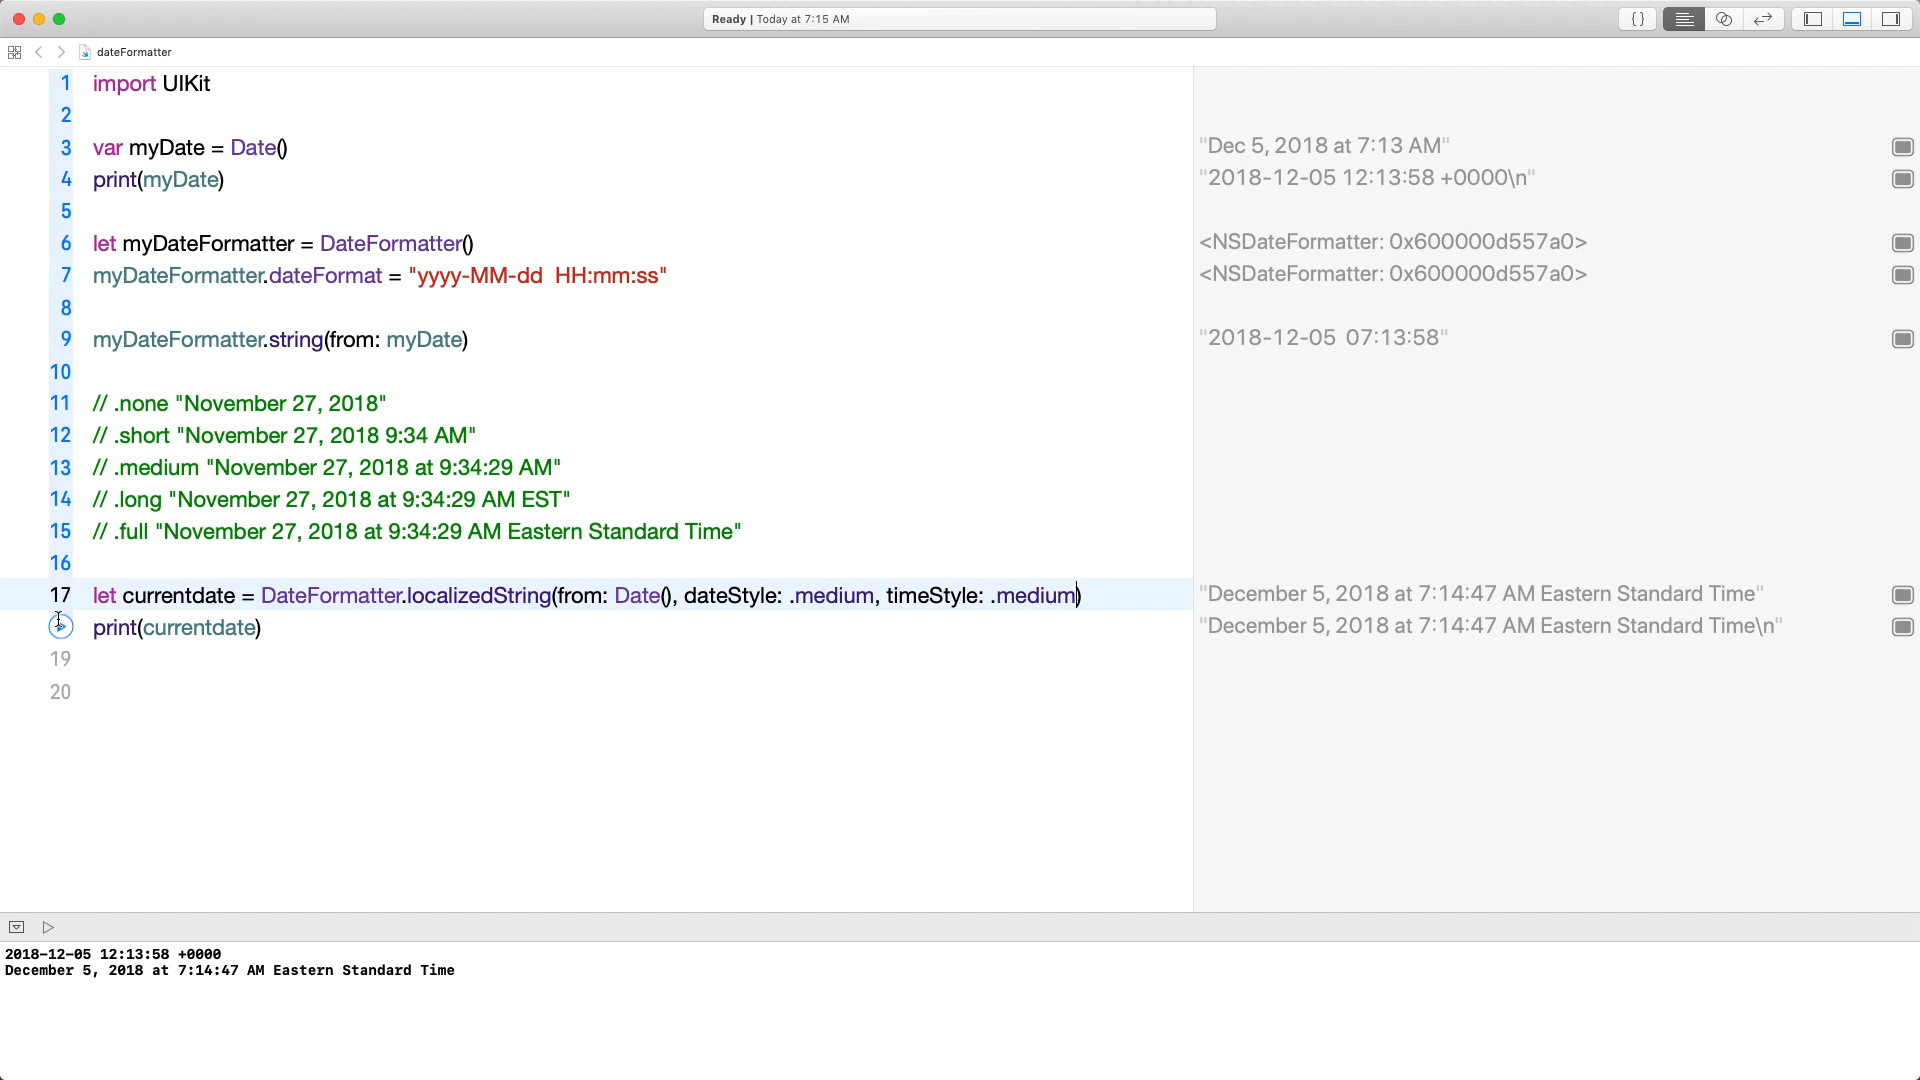 Ready | Today at 7:15 AM
{ }
dateFormatter
1 import UIKit
2
3 var myDate = Date()
"Dec 5, 2018 at 7:13 AM"
4 print(myDate)
"2018-12-05 12:13:58 +0000\n"
5
6 let myDateFormatter = DateFormatter()
<NSDateFormatter: 0x600000d557a0>
7 myDateFormatter.dateFormat = "yyyy-MM-dd  HH:mm:ss"
<NSDateFormatter: 0x600000d557a0>
8
9 myDateFormatter.string(from: myDate)
"2018-12-05  07:13:58"
10
11 // .none "November 27, 2018"
12 // .short "November 27, 2018 9:34 AM"
13 // .medium "November 27, 2018 at 9:34:29 AM"
14 // .long "November 27, 2018 at 9:34:29 AM EST"
15 // .full "November 27, 2018 at 9:34:29 AM Eastern Standard Time"
16
17 let currentdate = DateFormatter.localizedString(from: Date(), dateStyle: .medium, timeStyle: .medium)
"December 5, 2018 at 7:14:47 AM Eastern Standard Time"
print(currentdate)
"December 5, 2018 at 7:14:47 AM Eastern Standard Time\n"
19
20
2018-12-05 12:13:58 +0000
December 5, 2018 at 7:14:47 AM Eastern Standard Time